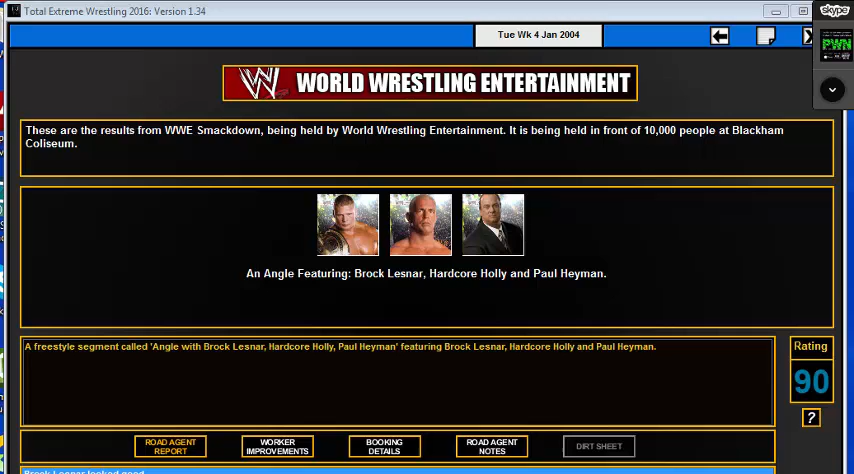 Total Extreme Wrestling 2016: Version 1.34
skype
Tue Wk 4 Jan 2004
PWN
WORLD WRESTLING ENTERTAINMENT
These are the results from WWE Smackdown, being held by World Wrestling Entertainment. It is being held in front of 10,000 people at Blackham
Coliseum.
An Angle Featuring: Brock Lesnar, Hardcore Holly and Paul Heyman.
A freestyle segment called 'Angle with Brock Lesnar, Hardcore Holly, Paul Heyman' featuring Brock Lesnar, Hardcore Holly and Paul Heyman.
Rating
90
?
ROAD AGENT
REPORT
WORKER
IMPROVEMENTS
BOOKING
DETAILS
ROAD AGENT
NOTES
DIRT SHEET
Brock Lesnar looked good